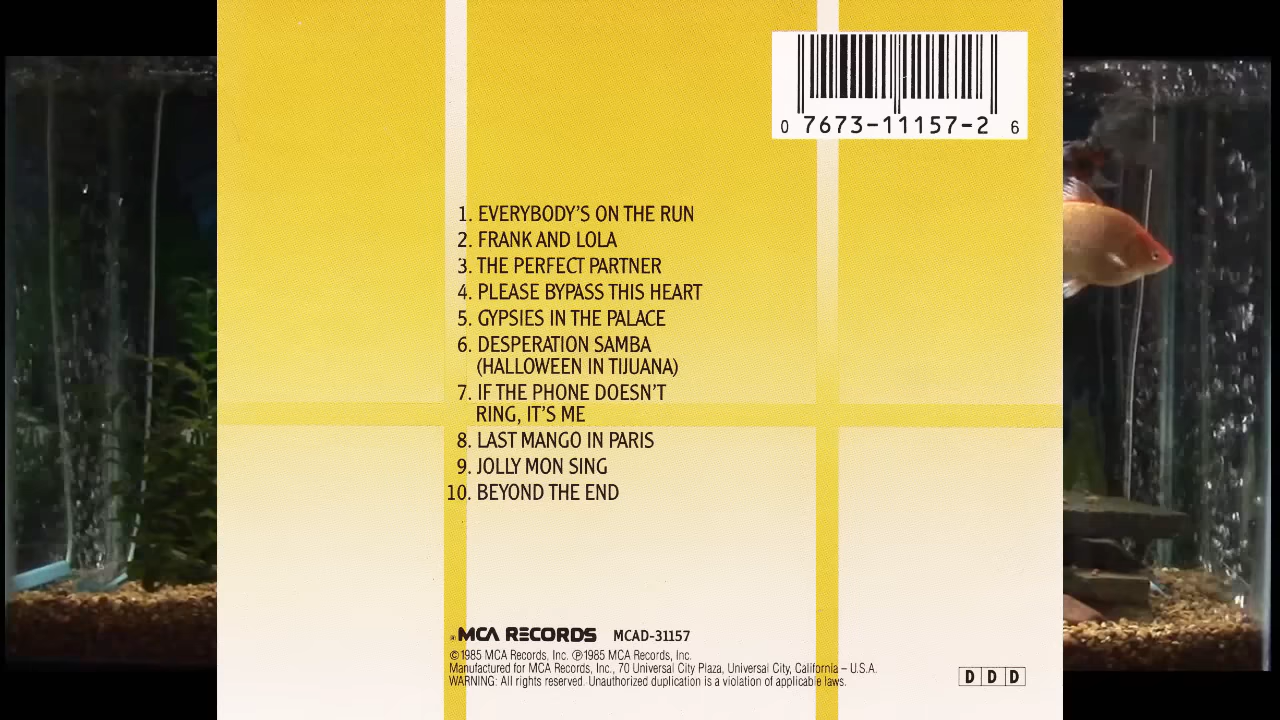 0 7673-11157-2 6
1. EVERYBODY'S ON THE RUN
2. FRANK AND LOLA
3. THE PERFECT PARTNER
4. PLEASE BYPASS THIS HEART
5. GYPSIES IN THE PALACE
6. DESPERATION SAMBA
(HALLOWEEN IN TIJUANA)
7. IF THE PHONE DOESN'T
RING, IT'S ME
8. LAST MANGO IN PARIS
9. JOLLY MON SING
10. BEYOND THE END
MCA RECORDS MCAD-31157
©1985 MCA Records, Inc. ℗1985 MCA Records, Inc.
Manufactured for MCA Records, Inc., 70 Universal City Plaza, Universal City, California – U.S.A.
WARNING: All rights reserved. Unauthorized duplication is a violation of applicable laws.
D D D